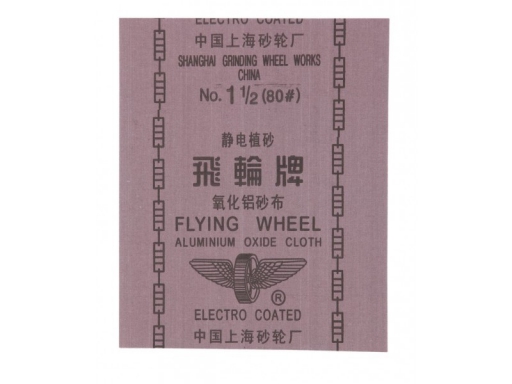 ELECTRO COATED
中国上海砂轮厂
SHANGHAI GRINDING WHEEL WORKS
CHINA
No. 1 1/2 (80#)
静电植砂
飛輪牌
氧化铝砂布
FLYING WHEEL
ALUMINIUM OXIDE CLOTH
®
ELECTRO COATED
中国上海砂轮厂